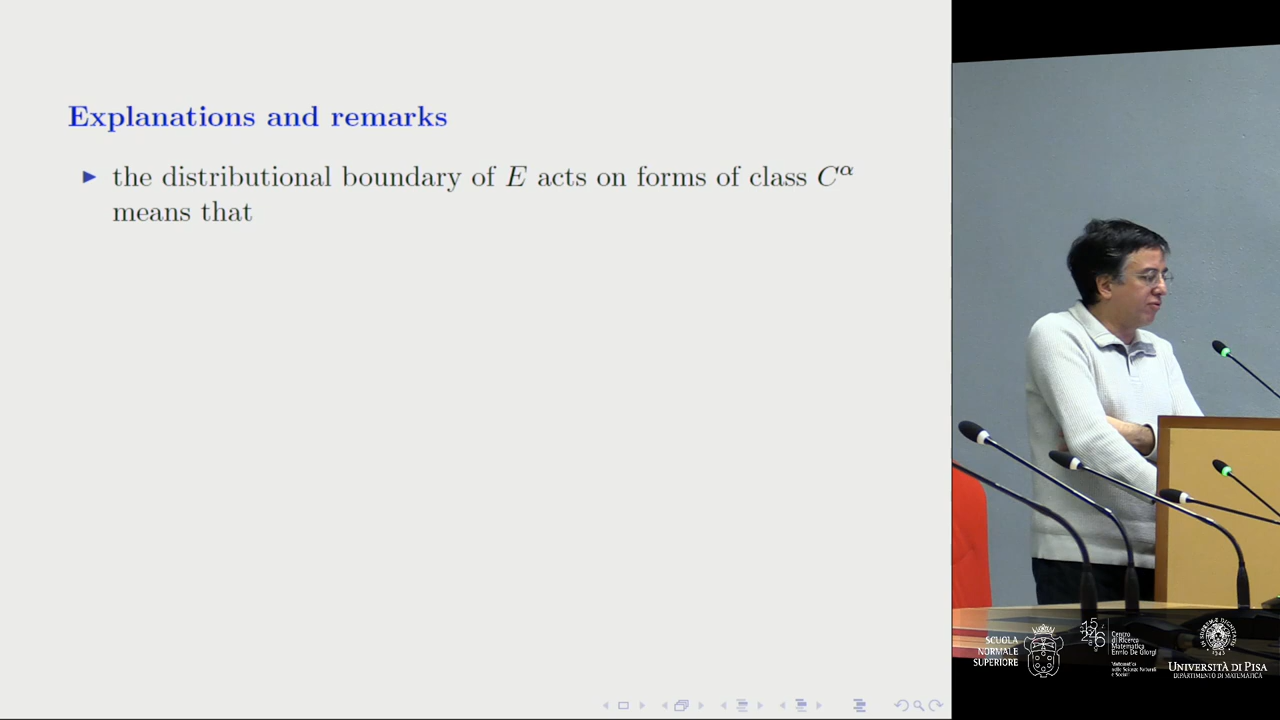 Explanations and remarks
▶ the distributional boundary of E acts on forms of class C^α
means that
SCUOLA
NORMALE
SUPERIORE
Centro
di Ricerca
Matematica
Ennio De Giorgi
UNIVERSITÀ DI PISA
DIPARTIMENTO DI MATEMATICA